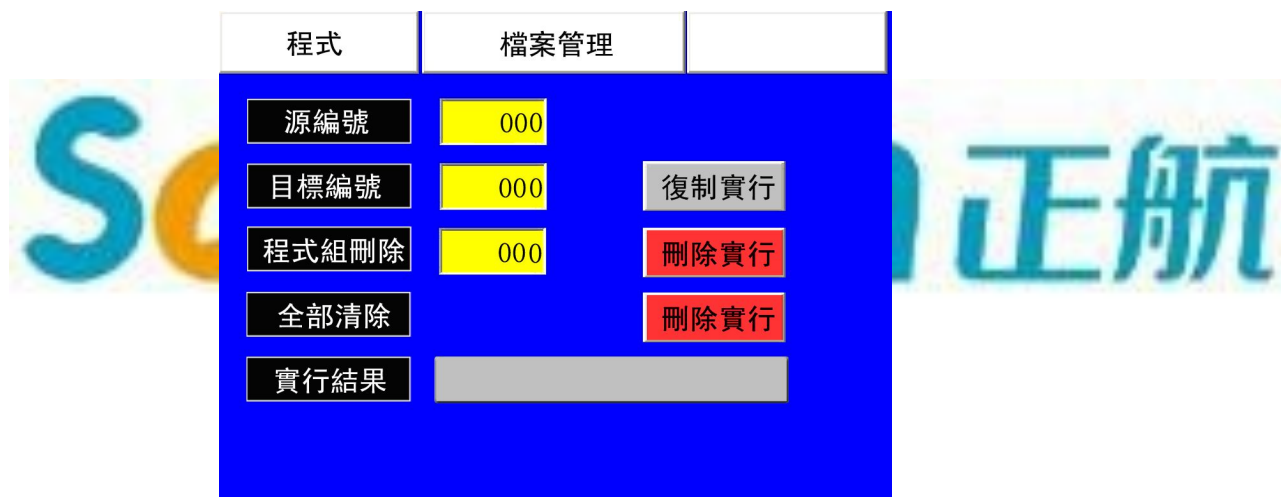 程式 檔案管理
源編號 000
目標編號 000 復制實行
程式組刪除 000 刪除實行
全部清除 刪除實行
實行結果
正航